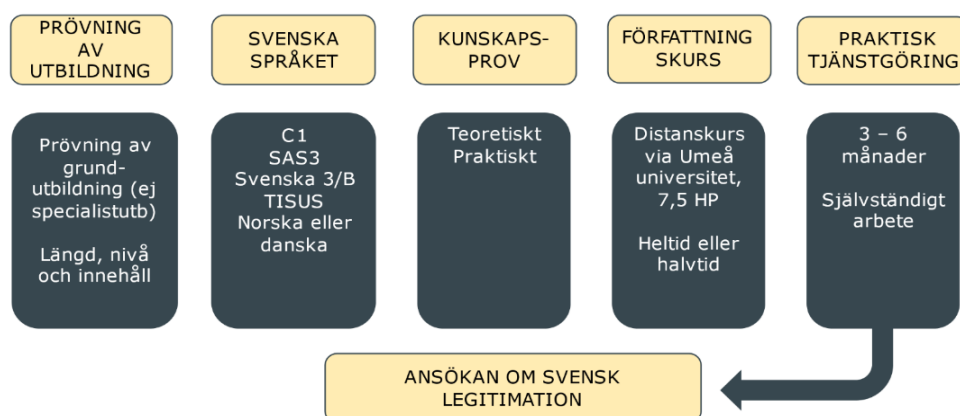 PRÖVNING
AV
UTBILDNING
SVENSKA
SPRÅKET
KUNSKAPS-
PROV
FÖRFATTNING
SKURS
PRAKTISK
TJÄNSTGÖRING
Prövning av
grund-
utbildning (ej
specialistutb)
Längd, nivå
och innehåll
C1
SAS3
Svenska 3/B
TISUS
Norska eller
danska
Teoretiskt
Praktiskt
Distanskurs
via Umeå
universitet,
7,5 HP
Heltid eller
halvtid
3 – 6
månader
Självständigt
arbete
ANSÖKAN OM SVENSK
LEGITIMATION